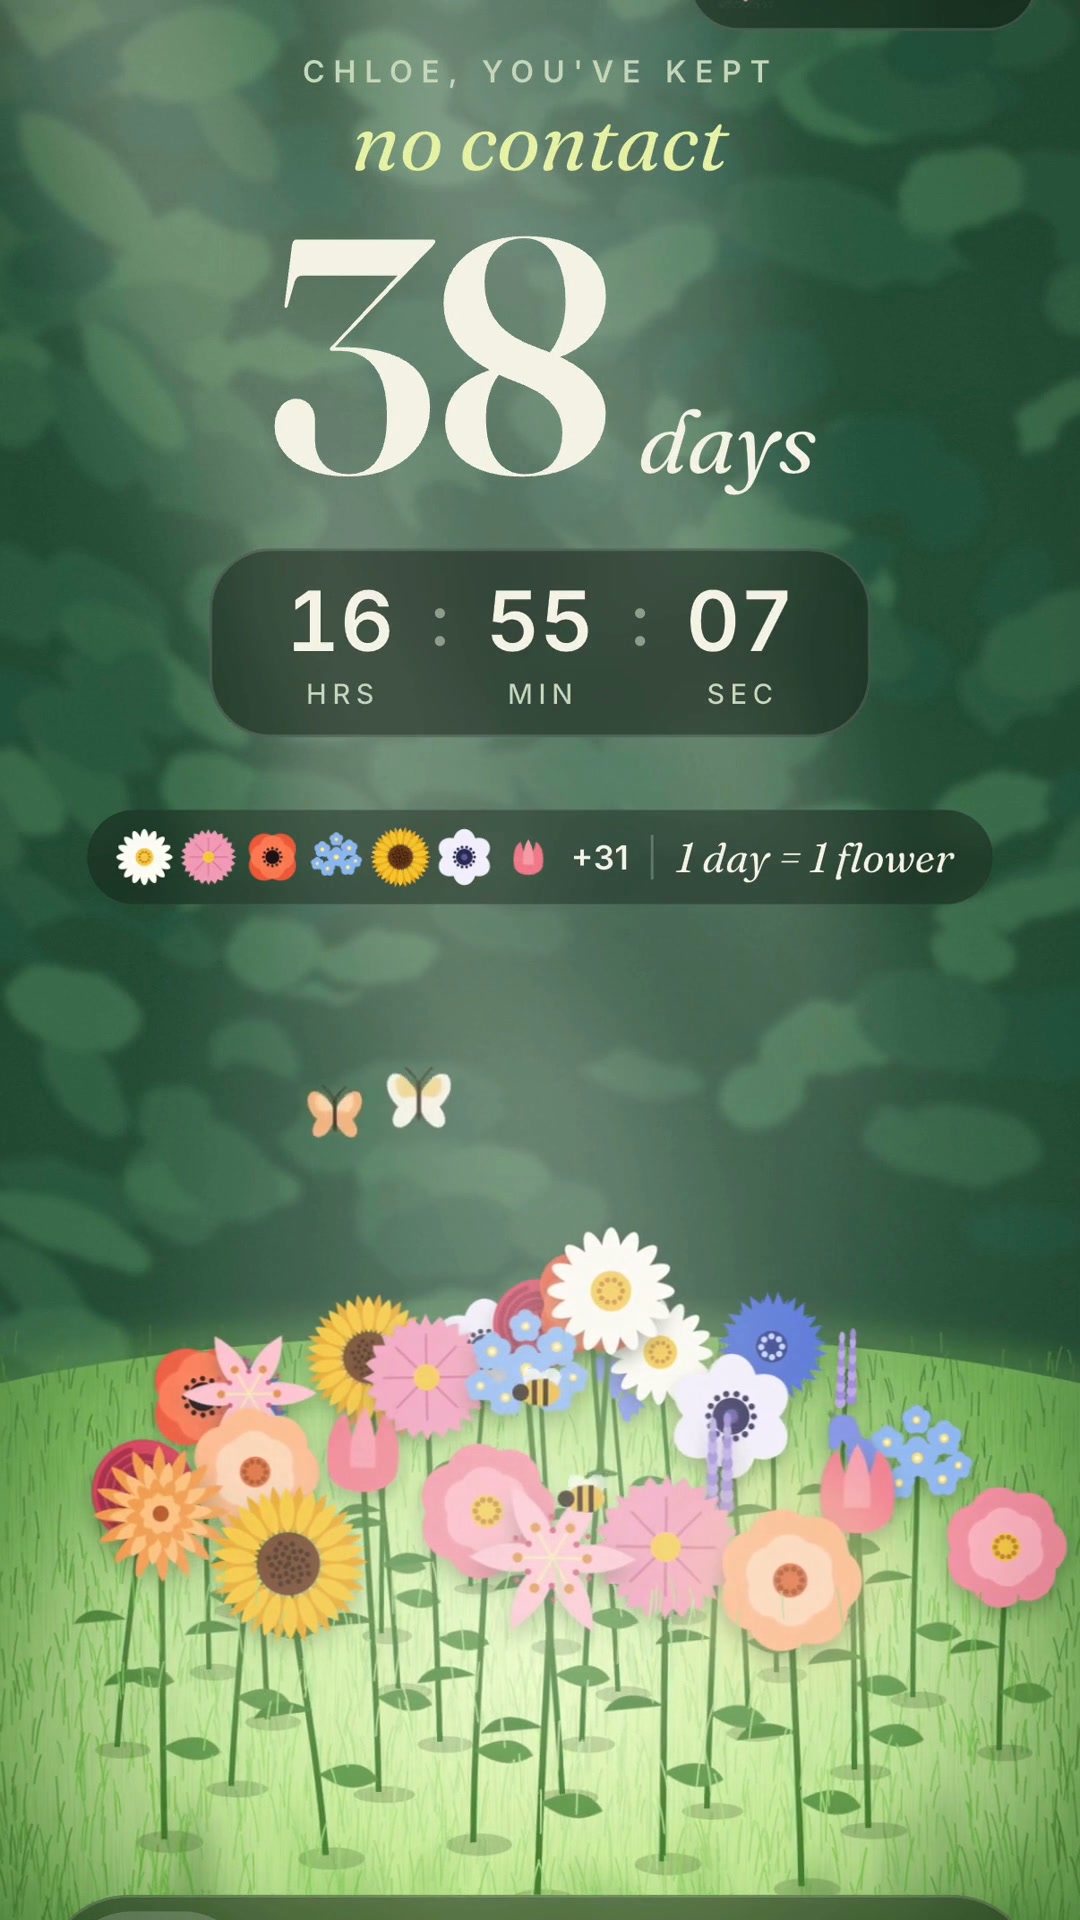 CHLOE, YOU'VE KEPT
no contact
38 days
16 : 55 : 07
HRS MIN SEC
+31 | 1 day = 1 flower